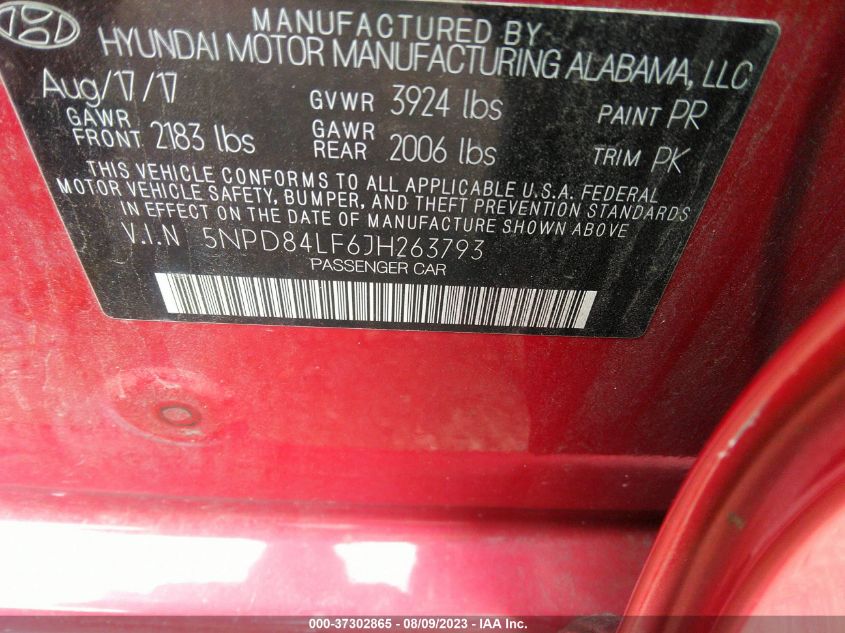 MANUFACTURED BY
HYUNDAI MOTOR MANUFACTURING ALABAMA, LLC
Aug/17/17 GVWR 3924 lbs PAINT PR
GAWR FRONT 2183 lbs GAWR REAR 2006 lbs TRIM PK
THIS VEHICLE CONFORMS TO ALL APPLICABLE U.S.A. FEDERAL
MOTOR VEHICLE SAFETY, BUMPER, AND THEFT PREVENTION STANDARDS
IN EFFECT ON THE DATE OF MANUFACTURE SHOWN ABOVE.
V.I.N 5NPD84LF6JH263793
PASSENGER CAR
000-37302865 - 08/09/2023 - IAA Inc.